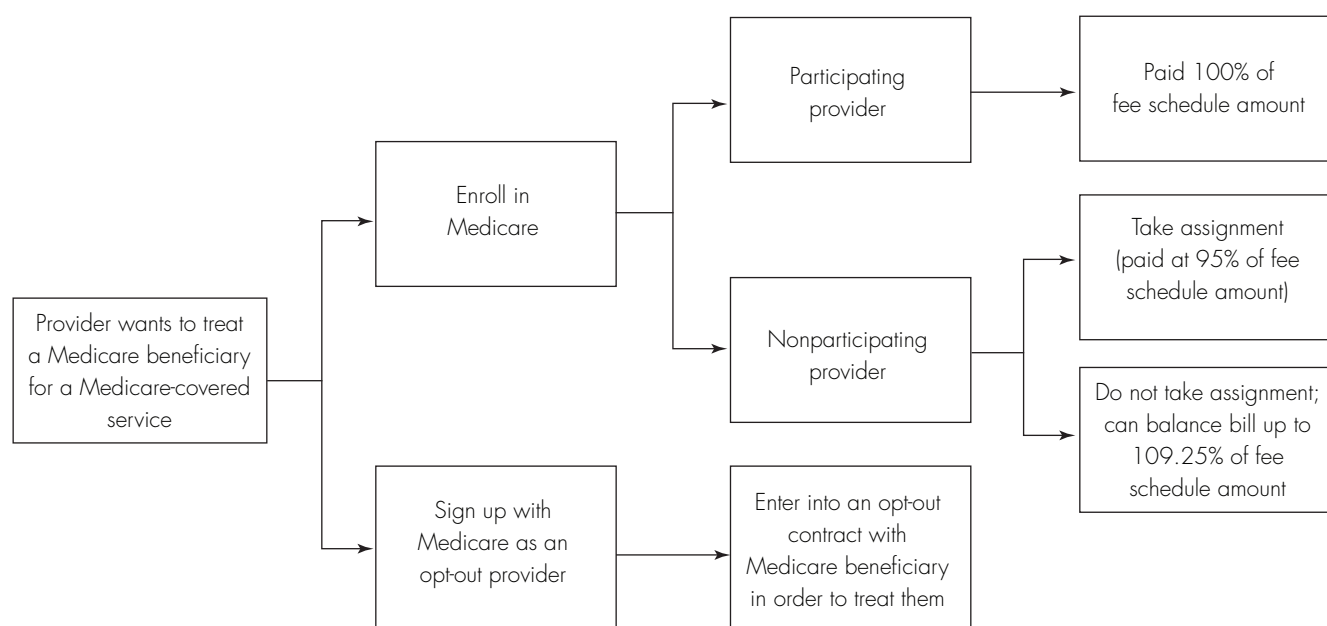 Provider wants to treat
a Medicare beneficiary
for a Medicare-covered
service
Enroll in
Medicare
Sign up with
Medicare as an
opt-out provider
Participating
provider
Nonparticipating
provider
Enter into an opt-out
contract with
Medicare beneficiary
in order to treat them
Paid 100% of
fee schedule amount
Take assignment
(paid at 95% of fee
schedule amount)
Do not take assignment;
can balance bill up to
109.25% of fee
schedule amount